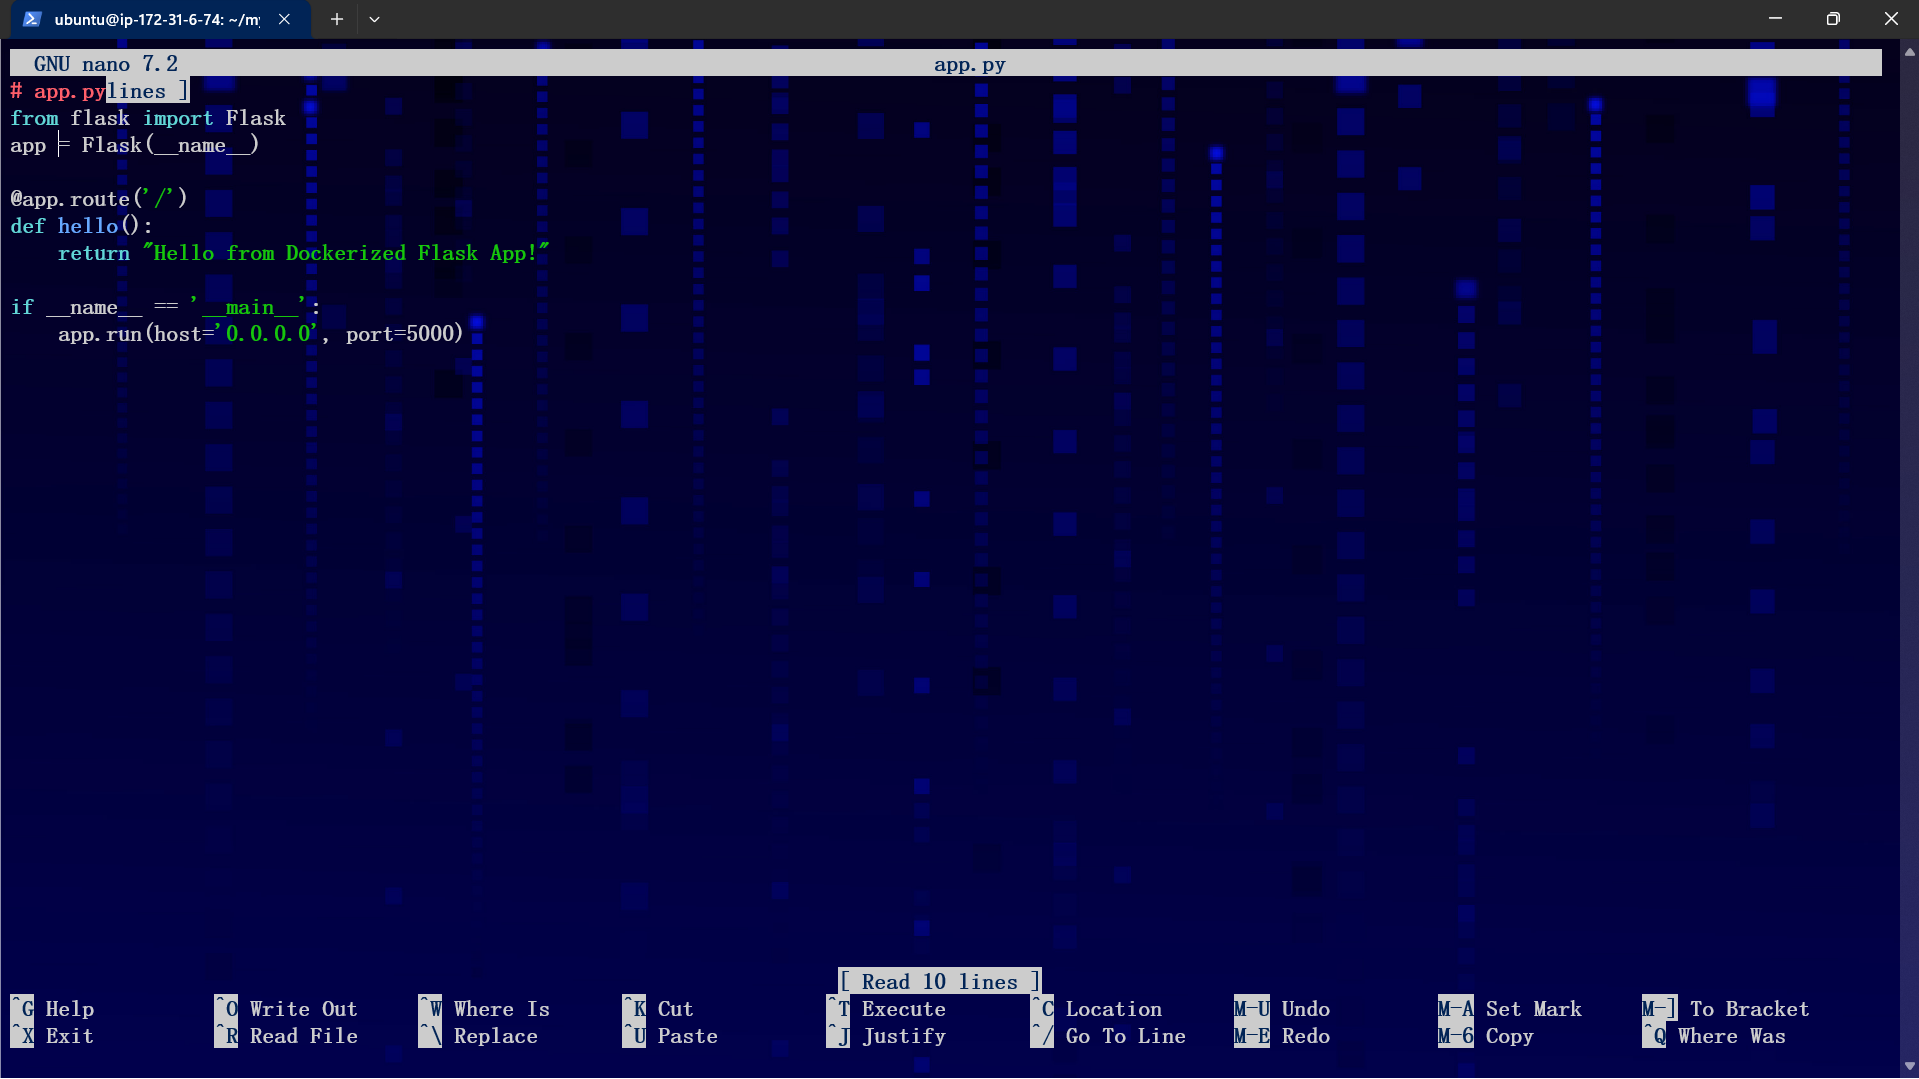 ubuntu@ip-172-31-6-74: ~/my
GNU nano 7.2 app.py
# app.pylines ]
from flask import Flask
app = Flask(__name__)
@app.route('/')
def hello():
    return "Hello from Dockerized Flask App!"
if __name__ == '__main__':
    app.run(host='0.0.0.0', port=5000)
[ Read 10 lines ]
^G Help ^O Write Out ^W Where Is ^K Cut ^T Execute ^C Location M-U Undo M-A Set Mark M-] To Bracket
^X Exit ^R Read File ^\ Replace ^U Paste ^J Justify ^/ Go To Line M-E Redo M-6 Copy ^Q Where Was